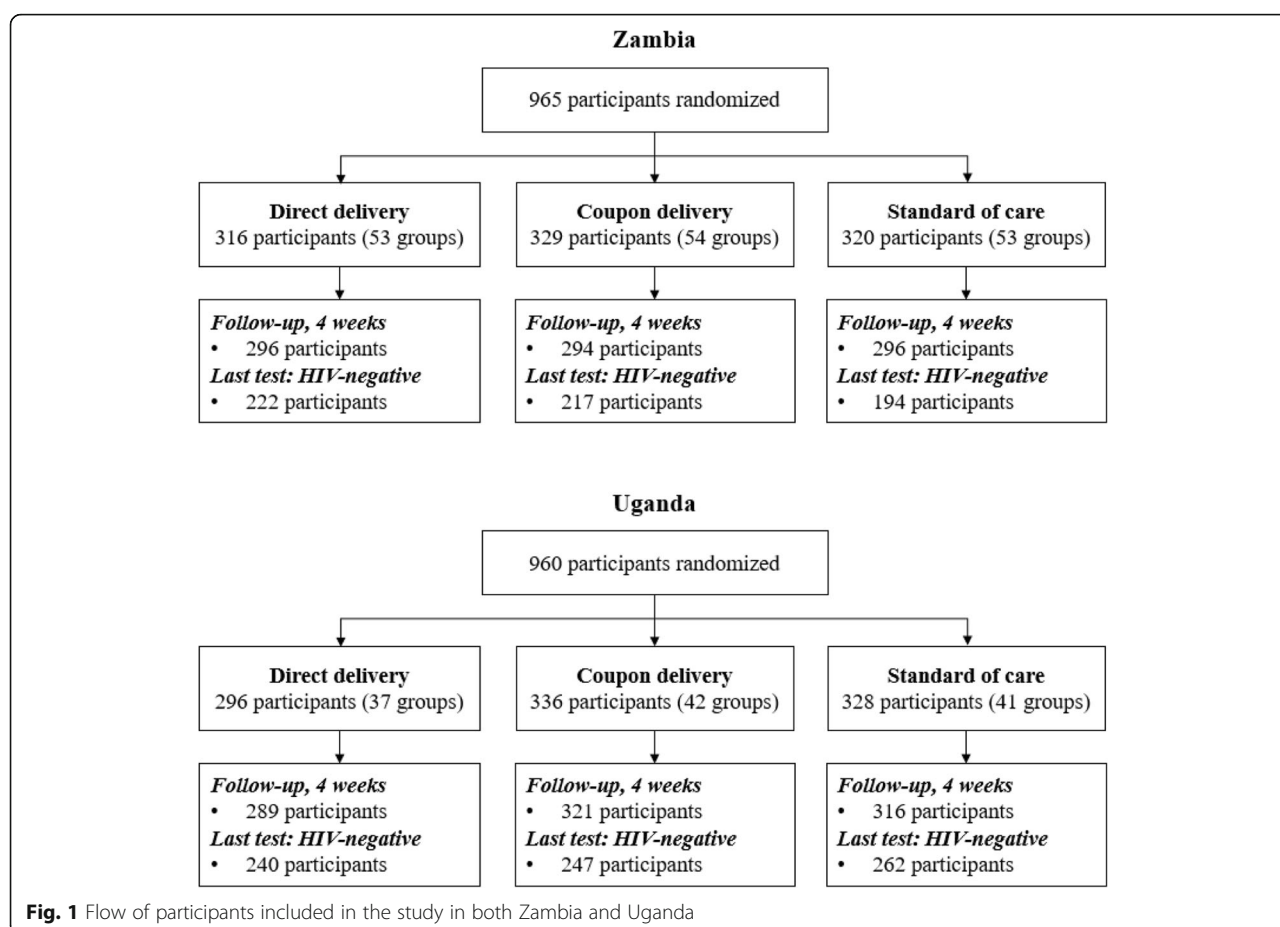 Zambia
965 participants randomized
Direct delivery
316 participants (53 groups)
Coupon delivery
329 participants (54 groups)
Standard of care
320 participants (53 groups)
Follow-up, 4 weeks
• 296 participants
Last test: HIV-negative
• 222 participants
Follow-up, 4 weeks
• 294 participants
Last test: HIV-negative
• 217 participants
Follow-up, 4 weeks
• 296 participants
Last test: HIV-negative
• 194 participants
Uganda
960 participants randomized
Direct delivery
296 participants (37 groups)
Coupon delivery
336 participants (42 groups)
Standard of care
328 participants (41 groups)
Follow-up, 4 weeks
• 289 participants
Last test: HIV-negative
• 240 participants
Follow-up, 4 weeks
• 321 participants
Last test: HIV-negative
• 247 participants
Follow-up, 4 weeks
• 316 participants
Last test: HIV-negative
• 262 participants
Fig. 1 Flow of participants included in the study in both Zambia and Uganda